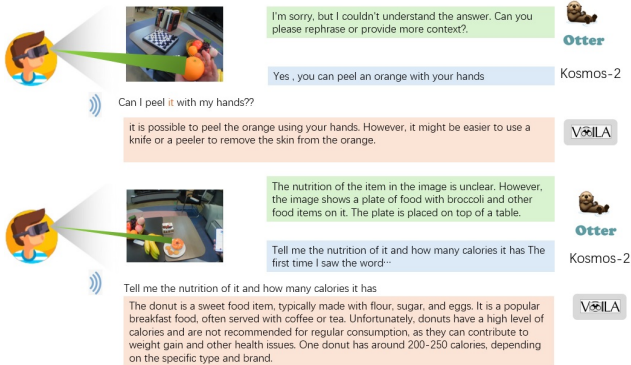 I'm sorry, but I couldn't understand the answer. Can you
please rephrase or provide more context?.
Otter
Yes , you can peel an orange with your hands
Kosmos-2
Can I peel it with my hands??
it is possible to peel the orange using your hands. However, it might be easier to use a
knife or a peeler to remove the skin from the orange.
VOILA
The nutrition of the item in the image is unclear. However,
the image shows a plate of food with broccoli and other
food items on it. The plate is placed on top of a table.
Otter
Tell me the nutrition of it and how many calories it has The
first time I saw the word…
Kosmos-2
Tell me the nutrition of it and how many calories it has
The donut is a sweet food item, typically made with flour, sugar, and eggs. It is a popular
breakfast food, often served with coffee or tea. Unfortunately, donuts have a high level of
calories and are not recommended for regular consumption, as they can contribute to
weight gain and other health issues. One donut has around 200-250 calories, depending
on the specific type and brand.
VOILA